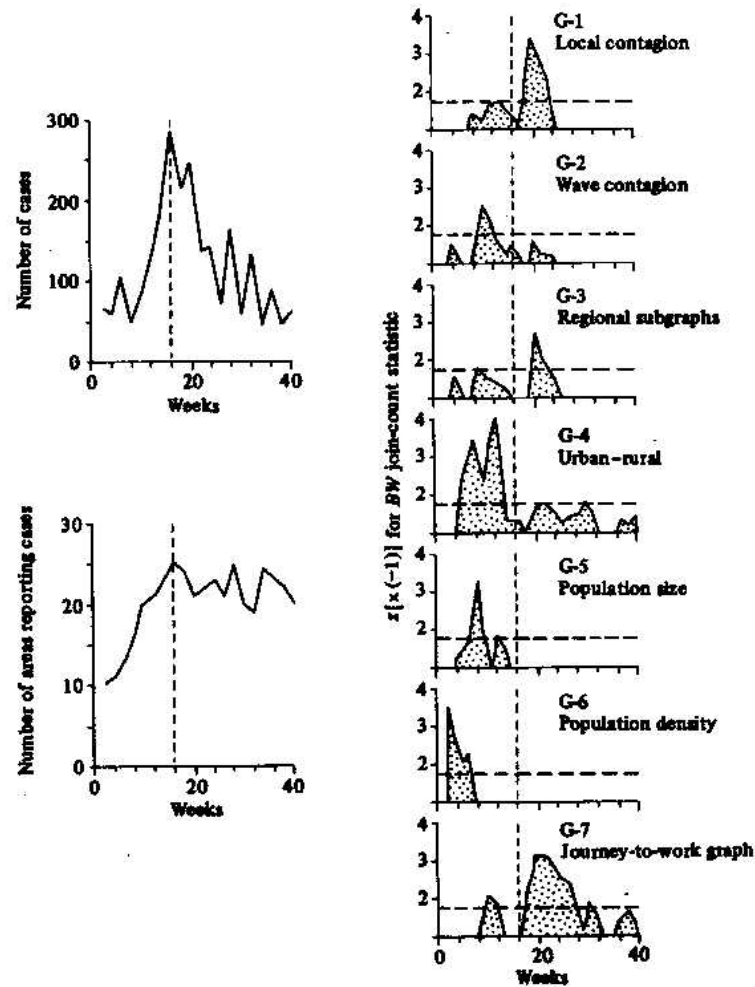 Number of cases
300
200
100
0
0
20
40
Weeks
Number of areas reporting cases
30
20
10
0
0
20
40
Weeks
z[x(−1)] for BW join-count statistic
4
3
2
G-1
Local contagion
4
3
2
G-2
Wave contagion
4
3
2
G-3
Regional subgraphs
4
3
2
G-4
Urban–rural
4
3
2
G-5
Population size
4
3
2
G-6
Population density
4
3
2
G-7
Journey-to-work graph
0
20
40
Weeks